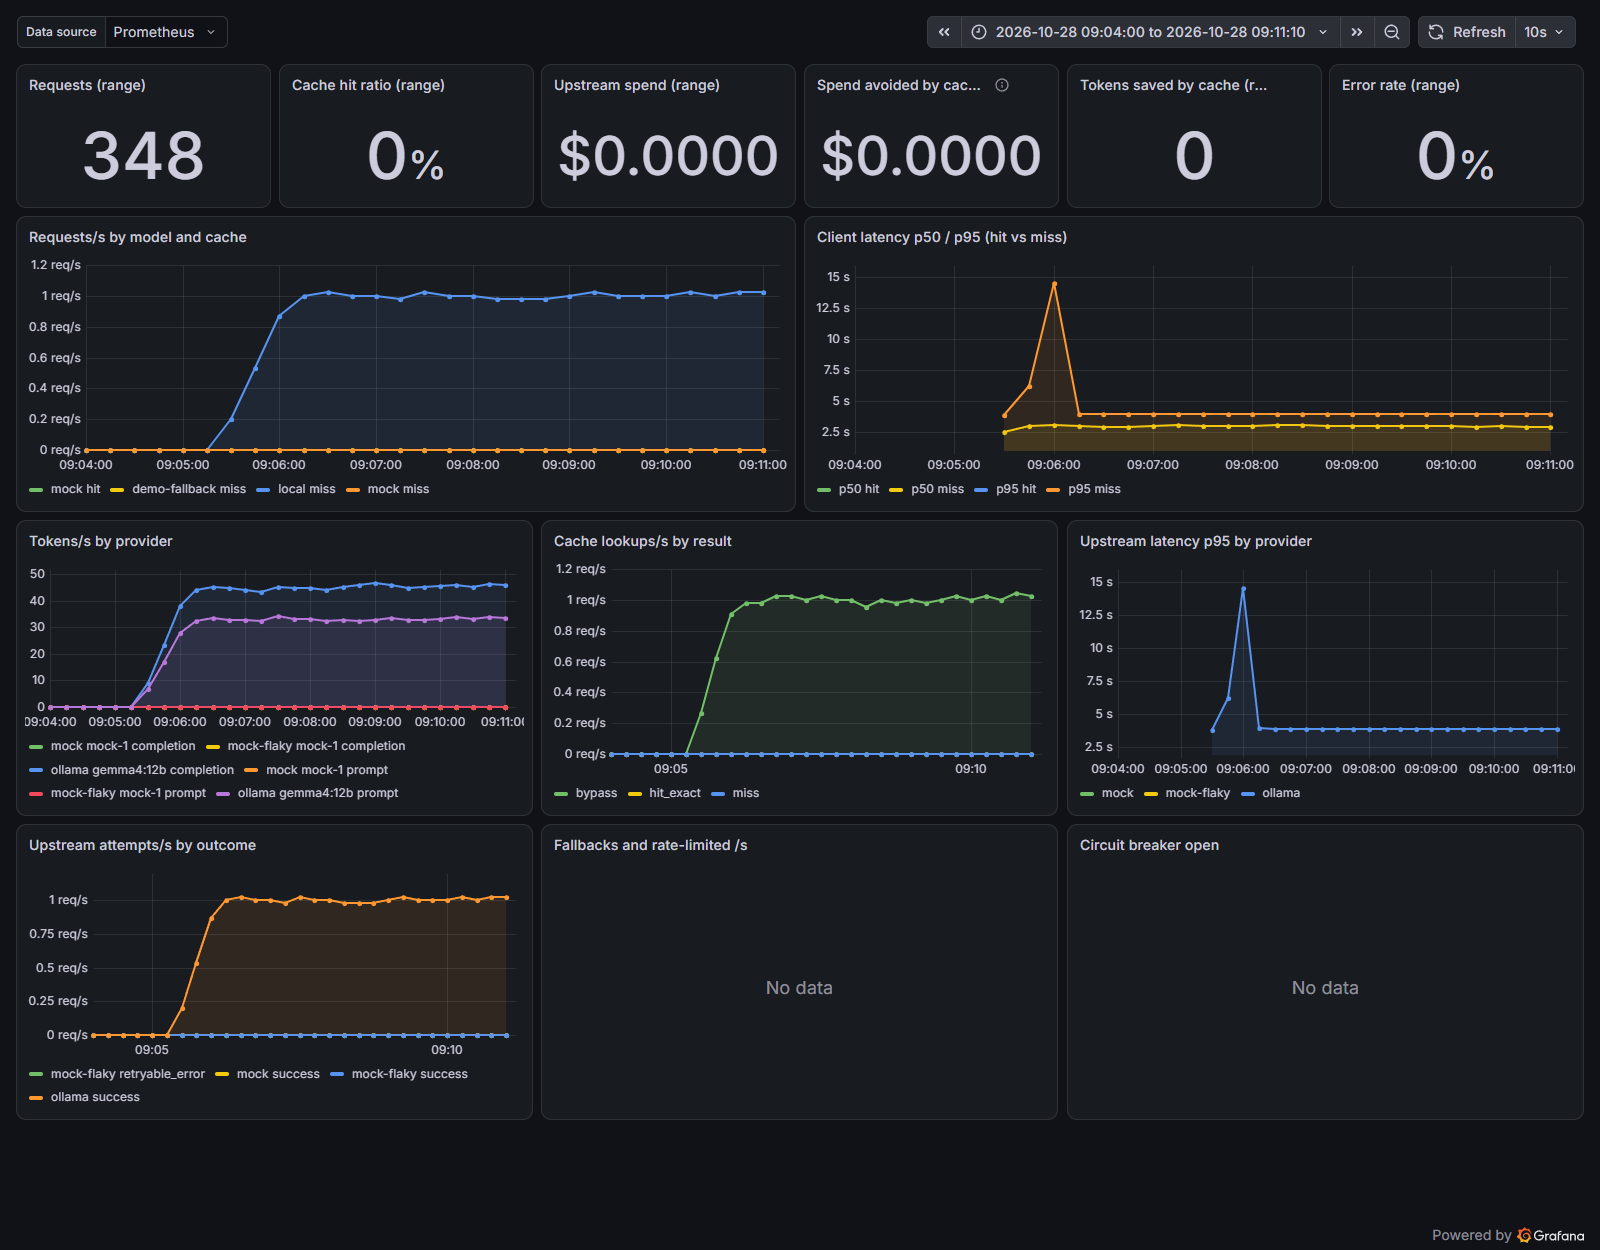 Data source Prometheus
2026-10-28 09:04:00 to 2026-10-28 09:11:10
Refresh 10s
Requests (range)
348
Cache hit ratio (range)
0%
Upstream spend (range)
$0.0000
Spend avoided by cac...
$0.0000
Tokens saved by cache (r...
0
Error rate (range)
0%
Requests/s by model and cache
1.2 req/s
1 req/s
0.8 req/s
0.6 req/s
0.4 req/s
0.2 req/s
0 req/s
09:04:00 09:05:00 09:06:00 09:07:00 09:08:00 09:09:00 09:10:00 09:11:00
mock hit demo-fallback miss local miss mock miss
Client latency p50 / p95 (hit vs miss)
15 s
12.5 s
10 s
7.5 s
5 s
2.5 s
09:04:00 09:05:00 09:06:00 09:07:00 09:08:00 09:09:00 09:10:00 09:11:00
p50 hit p50 miss p95 hit p95 miss
Tokens/s by provider
50
40
30
20
10
0
09:04:00 09:05:00 09:06:00 09:07:00 09:08:00 09:09:00 09:10:00 09:11:00
mock mock-1 completion mock-flaky mock-1 completion
ollama gemma4:12b completion mock mock-1 prompt
mock-flaky mock-1 prompt ollama gemma4:12b prompt
Cache lookups/s by result
1.2 req/s
1 req/s
0.8 req/s
0.6 req/s
0.4 req/s
0.2 req/s
0 req/s
09:05 09:10
bypass hit_exact miss
Upstream latency p95 by provider
15 s
12.5 s
10 s
7.5 s
5 s
2.5 s
09:04:00 09:05:00 09:06:00 09:07:00 09:08:00 09:09:00 09:10:00 09:11:00
mock mock-flaky ollama
Upstream attempts/s by outcome
1 req/s
0.75 req/s
0.5 req/s
0.25 req/s
0 req/s
09:05 09:10
mock-flaky retryable_error mock success mock-flaky success
ollama success
Fallbacks and rate-limited /s
No data
Circuit breaker open
No data
Powered by Grafana